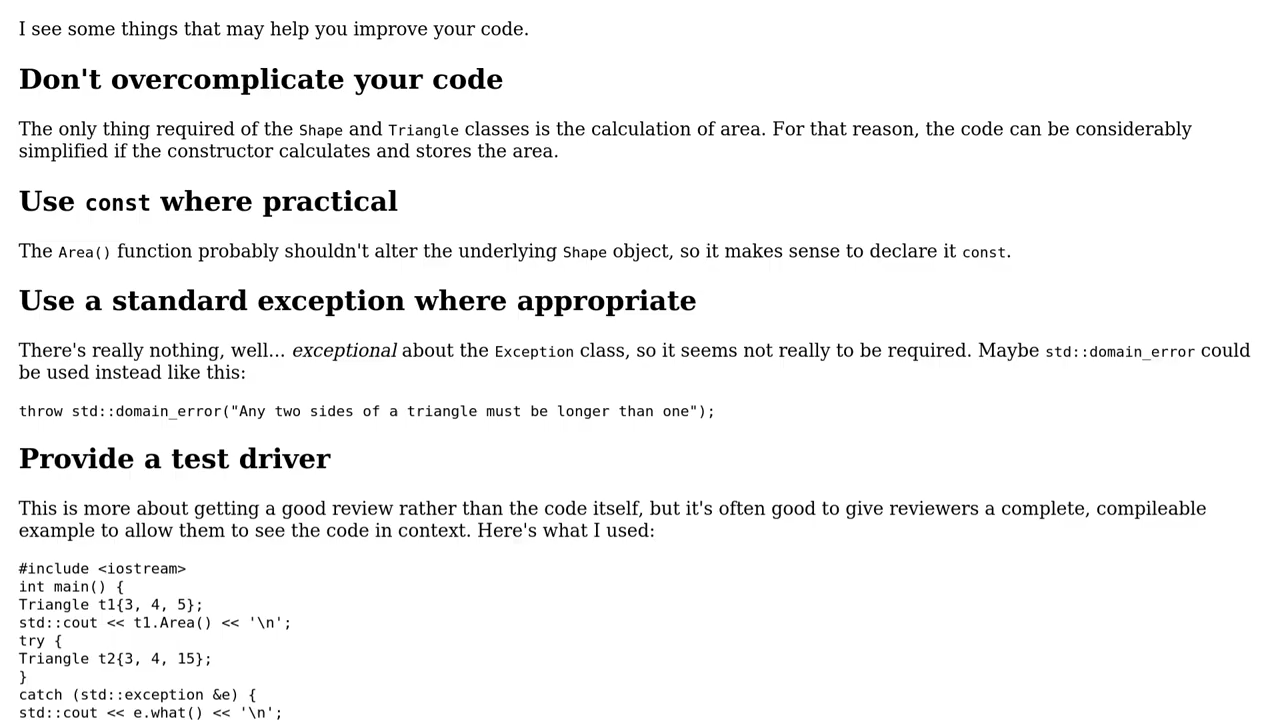 I see some things that may help you improve your code.
Don't overcomplicate your code
The only thing required of the Shape and Triangle classes is the calculation of area. For that reason, the code can be considerably
simplified if the constructor calculates and stores the area.
Use const where practical
The Area() function probably shouldn't alter the underlying Shape object, so it makes sense to declare it const.
Use a standard exception where appropriate
There's really nothing, well... exceptional about the Exception class, so it seems not really to be required. Maybe std::domain_error could
be used instead like this:
throw std::domain_error("Any two sides of a triangle must be longer than one");
Provide a test driver
This is more about getting a good review rather than the code itself, but it's often good to give reviewers a complete, compileable
example to allow them to see the code in context. Here's what I used:
#include <iostream>
int main() {
Triangle t1{3, 4, 5};
std::cout << t1.Area() << '\n';
try {
Triangle t2{3, 4, 15};
}
catch (std::exception &e) {
std::cout << e.what() << '\n';